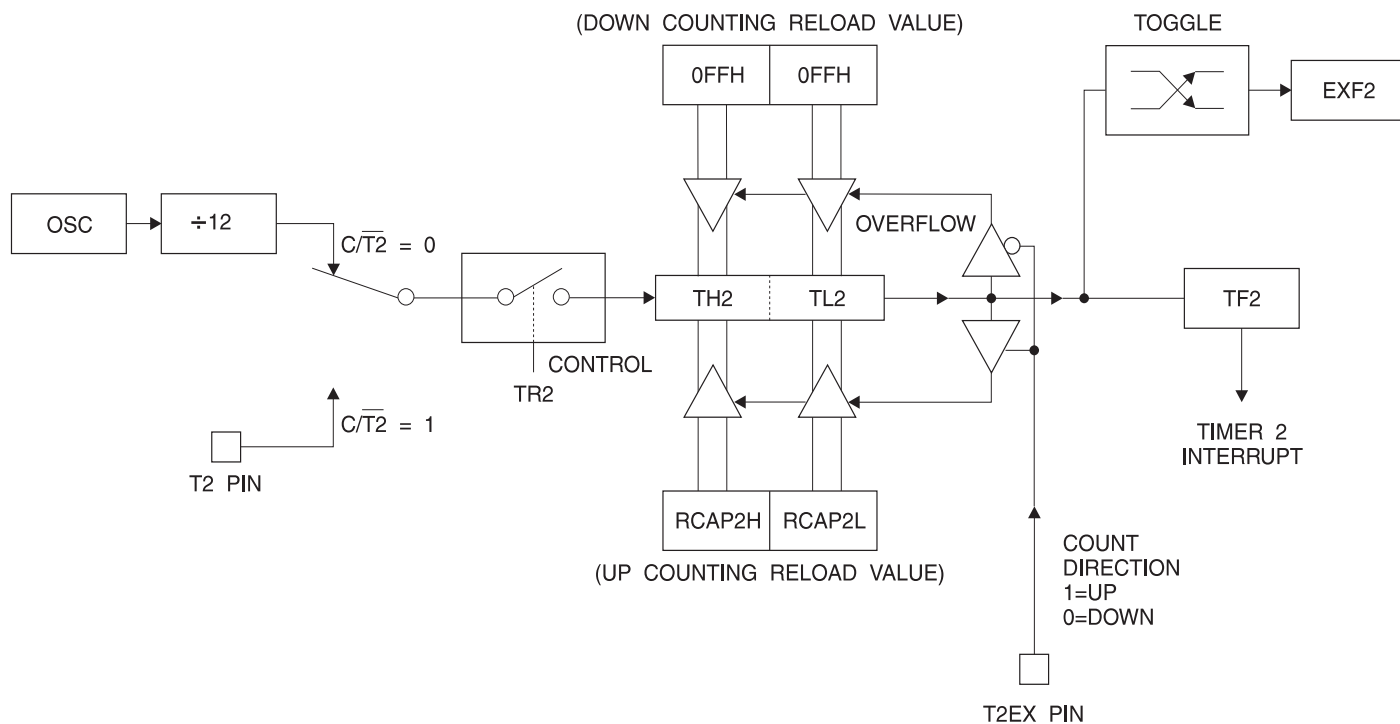 (DOWN COUNTING RELOAD VALUE)
TOGGLE
0FFH 0FFH
EXF2
OSC
÷12
OVERFLOW
C/T2̅ = 0
TH2 TL2
TF2
CONTROL
TR2
C/T2̅ = 1
TIMER 2
INTERRUPT
T2 PIN
RCAP2H RCAP2L
(UP COUNTING RELOAD VALUE)
COUNT
DIRECTION
1=UP
0=DOWN
T2EX PIN